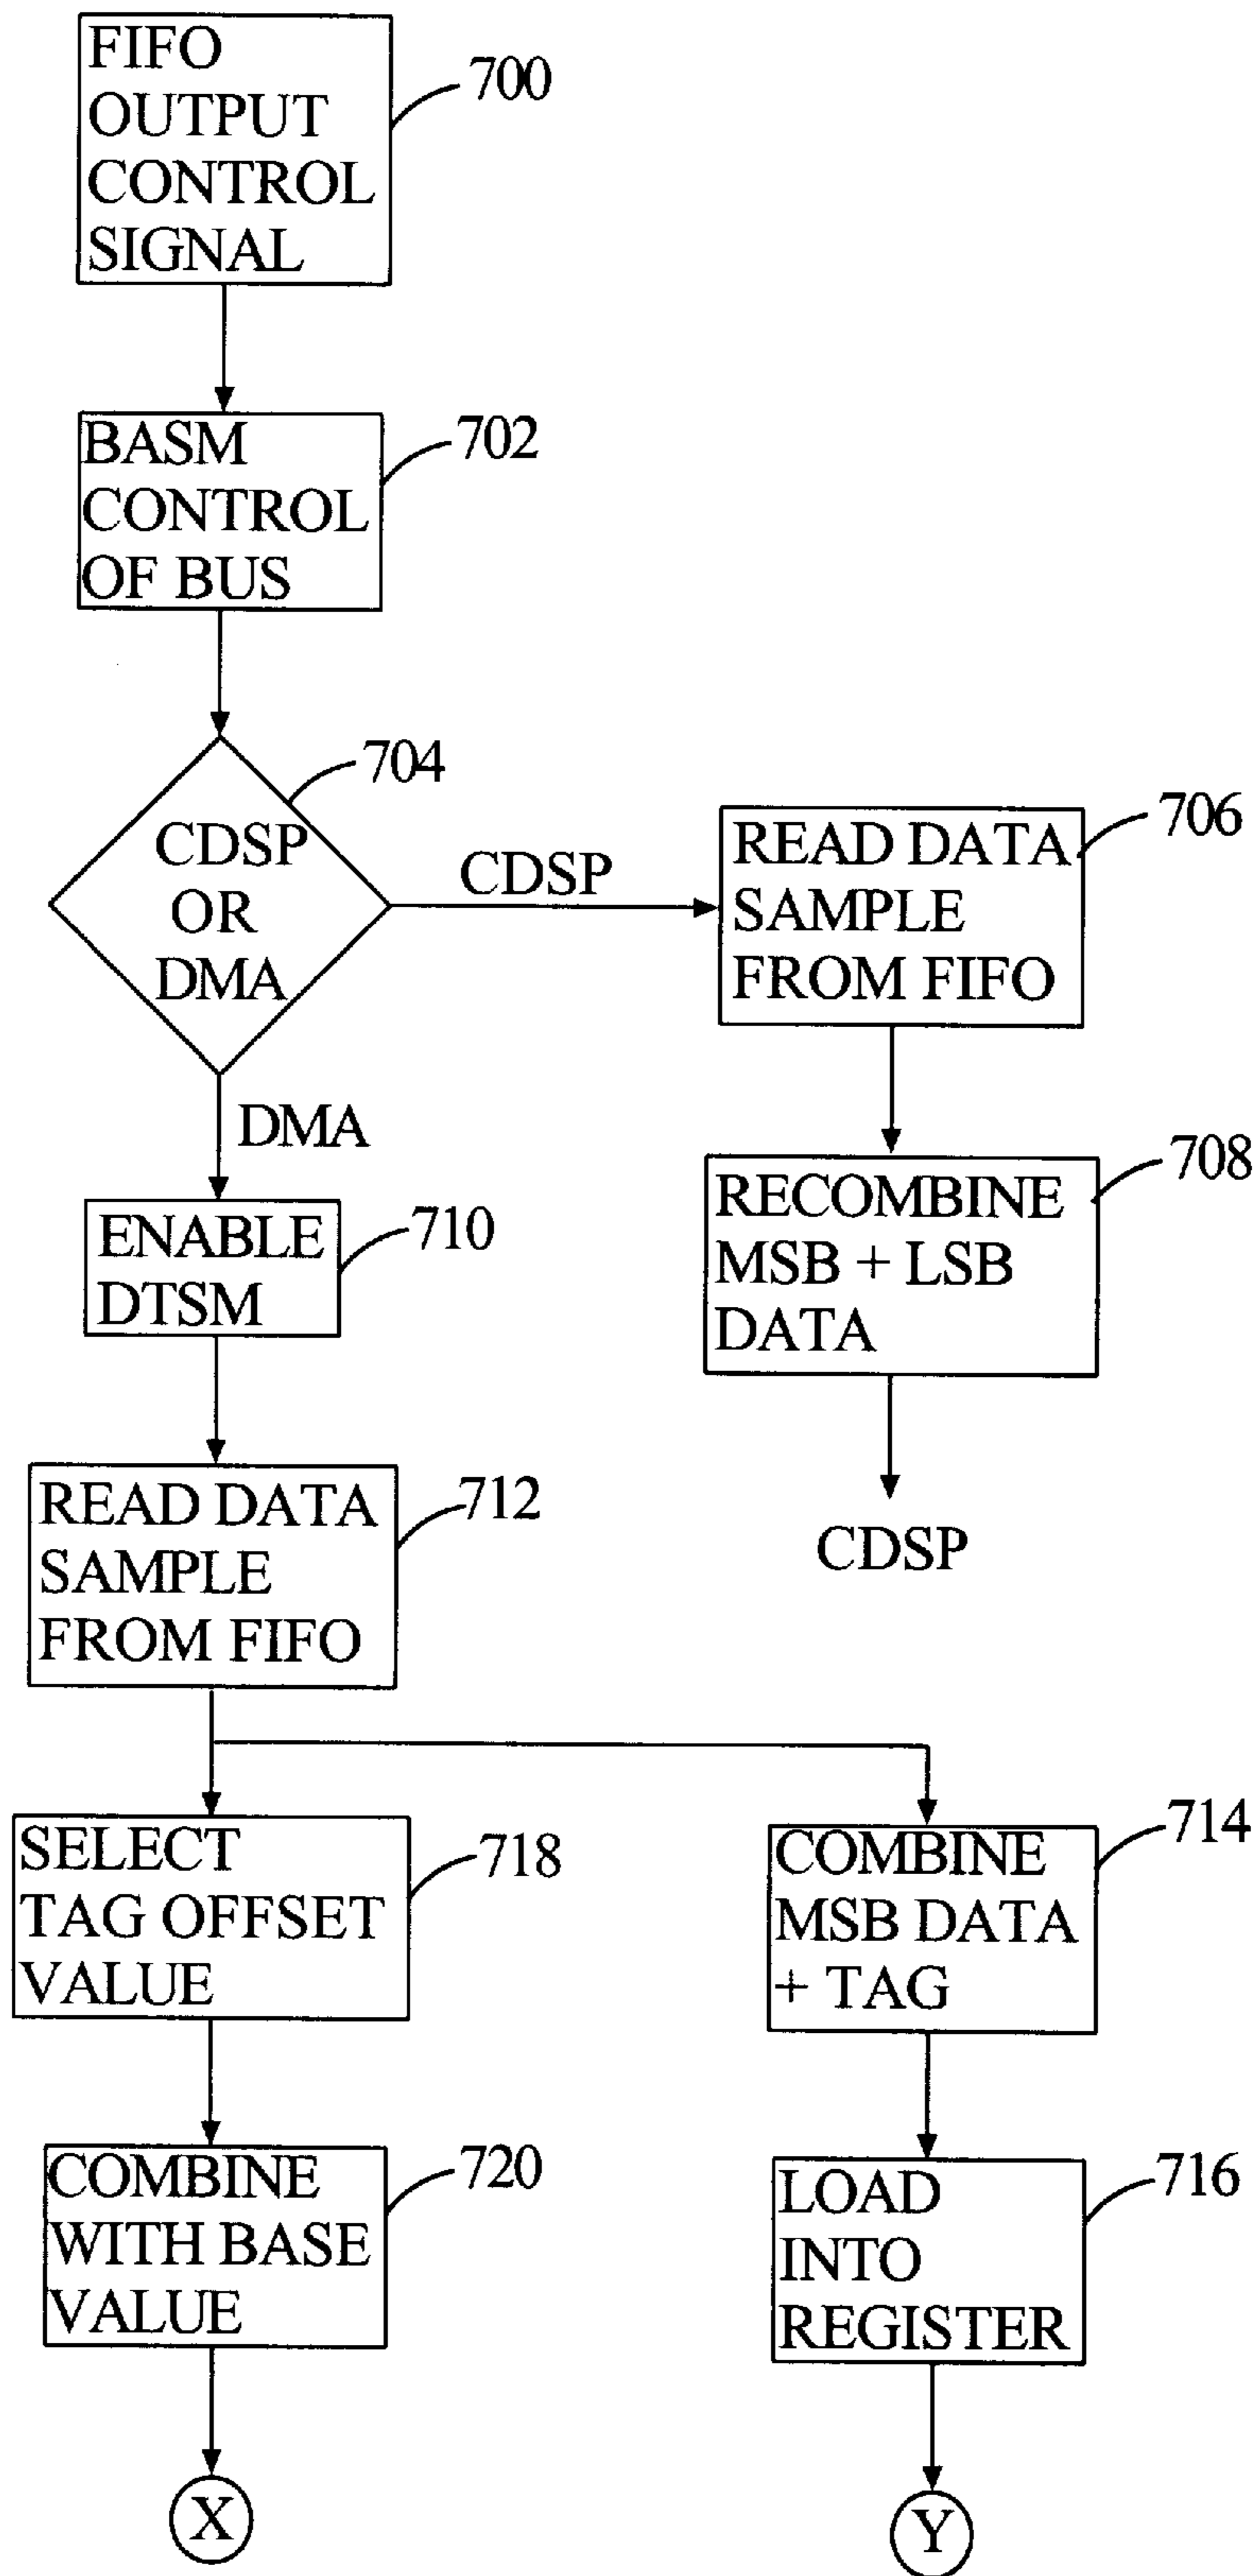 FIFO
OUTPUT
CONTROL
SIGNAL
700
BASM
CONTROL
OF BUS
702
CDSP
OR
DMA
704
CDSP
READ DATA
SAMPLE
FROM FIFO
706
RECOMBINE
MSB + LSB
DATA
708
CDSP
DMA
ENABLE
DTSM
710
READ DATA
SAMPLE
FROM FIFO
712
SELECT
TAG OFFSET
VALUE
718
COMBINE
MSB DATA
+ TAG
714
COMBINE
WITH BASE
VALUE
720
LOAD
INTO
REGISTER
716
X
Y